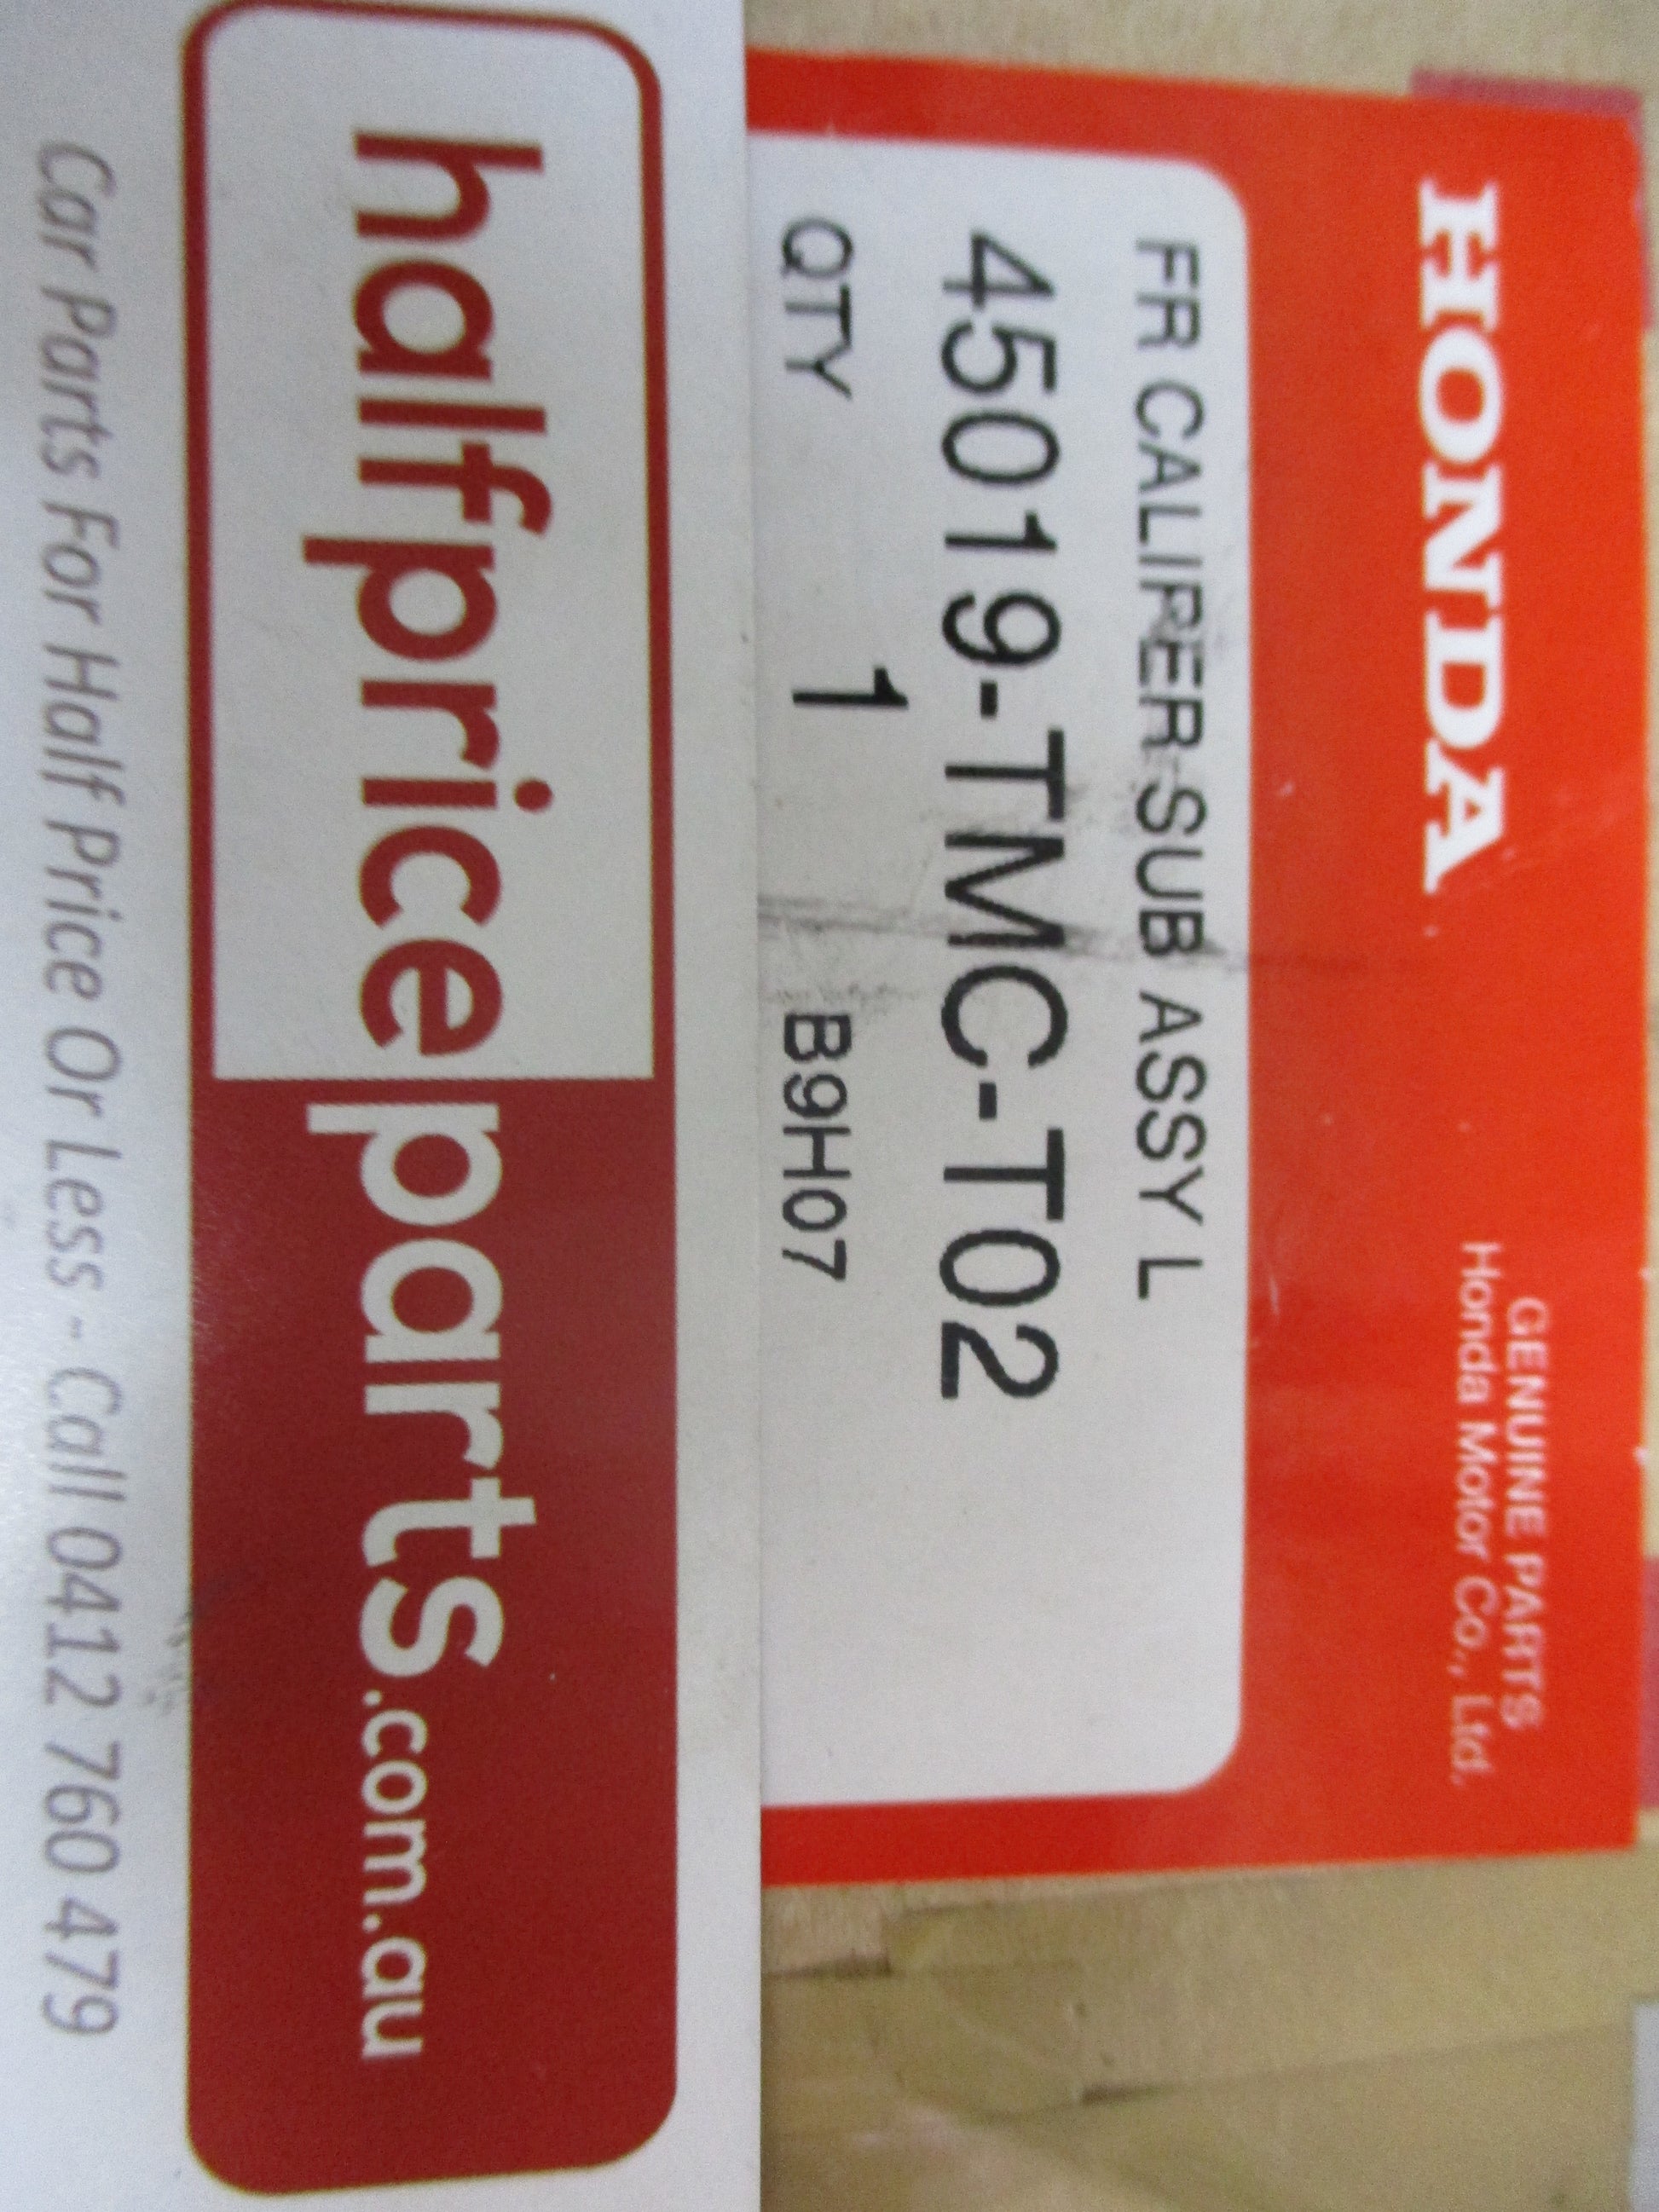 HONDA
GENUINE PARTS
Honda Motor Co., Ltd.
FR CALIPER-SUB ASSY L
45019-TMC-T02
QTY 1 B9H07
halfpriceparts.com.au
Car Parts For Half Price Or Less - Call 0412 760 479